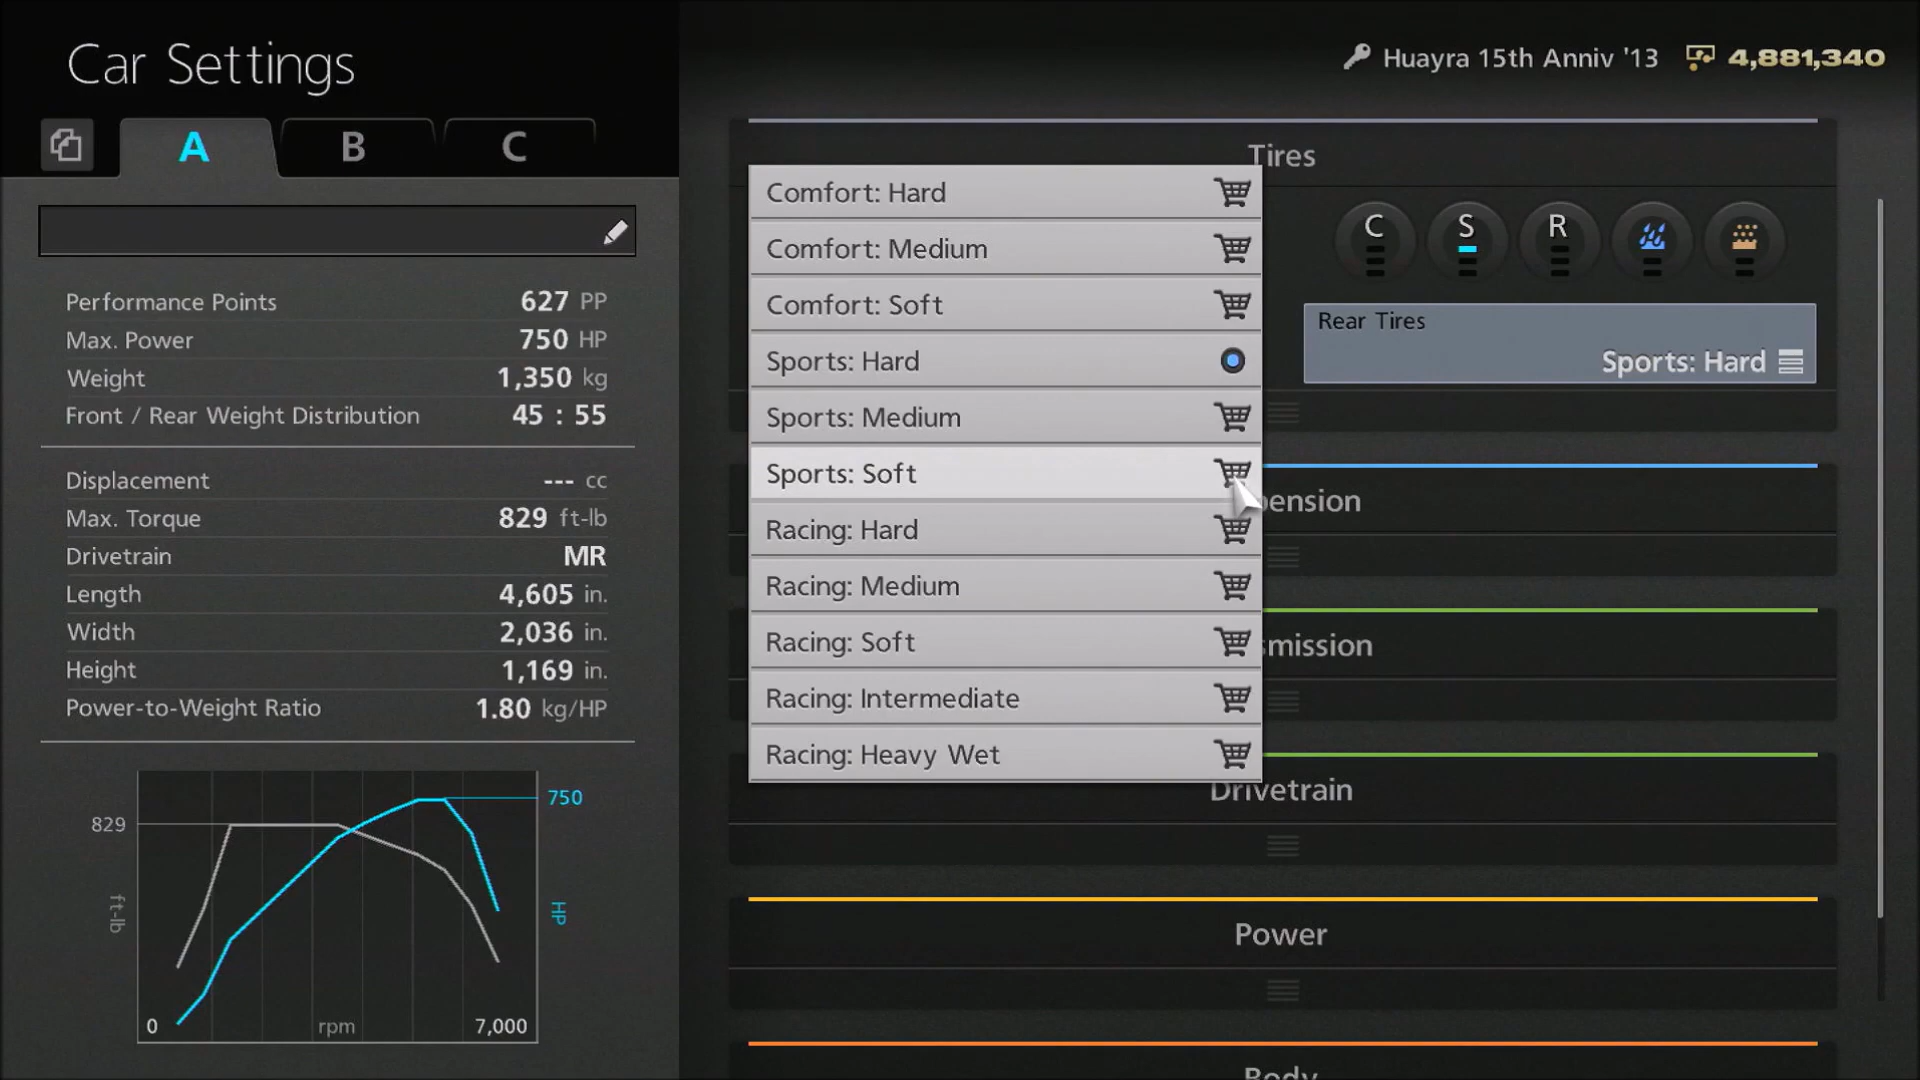 Car Settings
Huayra 15th Anniv '13 4,881,340
A B C
Performance Points 627 PP
Max. Power 750 HP
Weight 1,350 kg
Front / Rear Weight Distribution 45 : 55
Displacement --- cc
Max. Torque 829 ft-lb
Drivetrain MR
Length 4,605 in.
Width 2,036 in.
Height 1,169 in.
Power-to-Weight Ratio 1.80 kg/HP
829
750
ft-lb
HP
0 rpm 7,000
Tires
Comfort: Hard
Comfort: Medium
Comfort: Soft
Sports: Hard
Sports: Medium
Sports: Soft
Racing: Hard
Racing: Medium
Racing: Soft
Racing: Intermediate
Racing: Heavy Wet
C S R
Rear Tires
Sports: Hard
pension
smission
Drivetrain
Power
Body